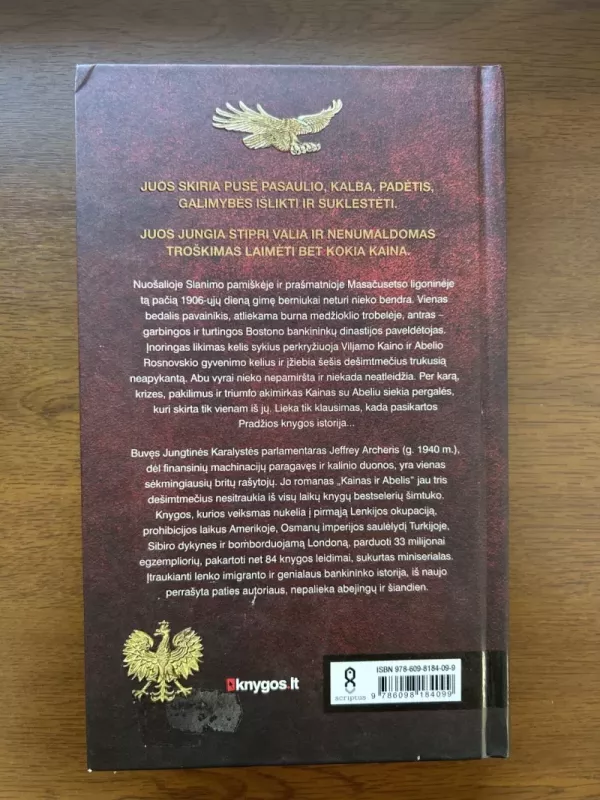 JUOS SKIRIA PUSĖ PASAULIO, KALBA, PADĖTIS,
GALIMYBĖS IŠLIKTI IR SUKLESTĖTI.
JUOS JUNGIA STIPRI VALIA IR NENUMALDOMAS
TROŠKIMAS LAIMĖTI BET KOKIA KAINA.
Nuošalioje Slanimo pamiškėje ir prašmatnioje Masačusetso ligoninėje
tą pačią 1906-ųjų dieną gimę berniukai neturi nieko bendra. Vienas
bedalis pavainikis, atliekama burna medžioklio trobelėje, antras –
garbingos ir turtingos Bostono bankininkų dinastijos paveldėtojas.
Įnoringas likimas kelis sykius perkryžiuoja Viljamo Kaino ir Abelio
Rosnovskio gyvenimo kelius ir įžiebia šešis dešimtmečius trukusią
neapykantą. Abu vyrai nieko nepamiršta ir niekada neatleidžia. Per karą,
krizes, pakilimus ir triumfo akimirkas Kainas su Abeliu siekia pergalės,
kuri skirta tik vienam iš jų. Lieka tik klausimas, kada pasikartos
Pradžios knygos istorija...
Buvęs Jungtinės Karalystės parlamentaras Jeffrey Archeris (g. 1940 m.),
dėl finansinių machinacijų paragavęs ir kalinio duonos, yra vienas
sėkmingiausių britų rašytojų. Jo romanas „Kainas ir Abelis" jau tris
dešimtmečius nesitraukia iš visų laikų knygų bestselerių šimtuko.
Knygos, kurios veiksmas nukelia į pirmąją Lenkijos okupaciją,
prohibicijos laikus Amerikoje, Osmanų imperijos saulėlydį Turkijoje,
Sibiro dykynes ir bombarduojamą Londoną, parduoti 33 milijonai
egzempliorių, pakartoti net 84 knygos leidimai, sukurtas miniserialas.
Įtraukianti lenko imigranto ir genialaus bankininko istorija, iš naujo
perrašyta paties autoriaus, nepalieka abejingų ir šiandien.
knygos.lt
scriptus
ISBN 978-609-8184-09-9
9 786098 184099